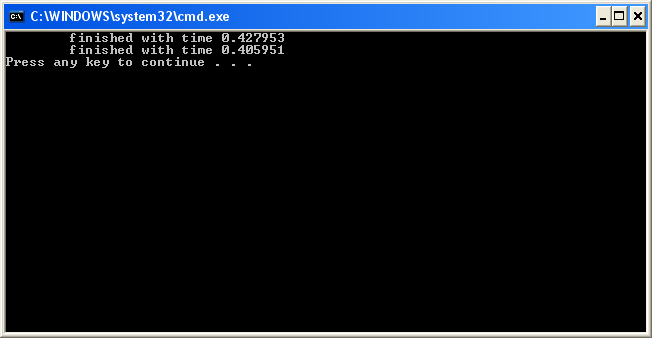 C:\WINDOWS\system32\cmd.exe
finished with time 0.427953
finished with time 0.405951
Press any key to continue . . .